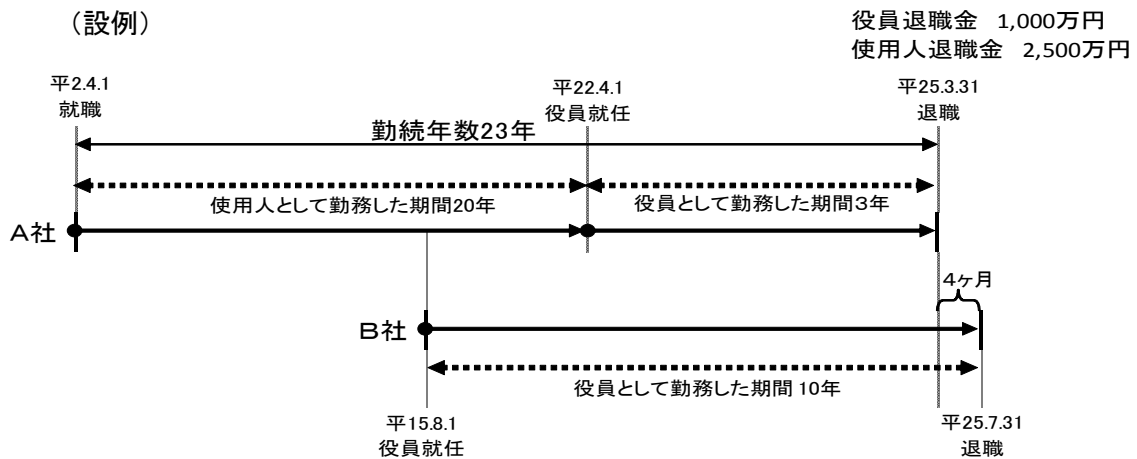 （設例）
役員退職金 1,000万円
使用人退職金 2,500万円
平2.4.1
就職
平22.4.1
役員就任
平25.3.31
退職
勤続年数23年
使用人として勤務した期間20年
役員として勤務した期間3年
A社
4ヶ月
B社
役員として勤務した期間 10年
平15.8.1
役員就任
平25.7.31
退職